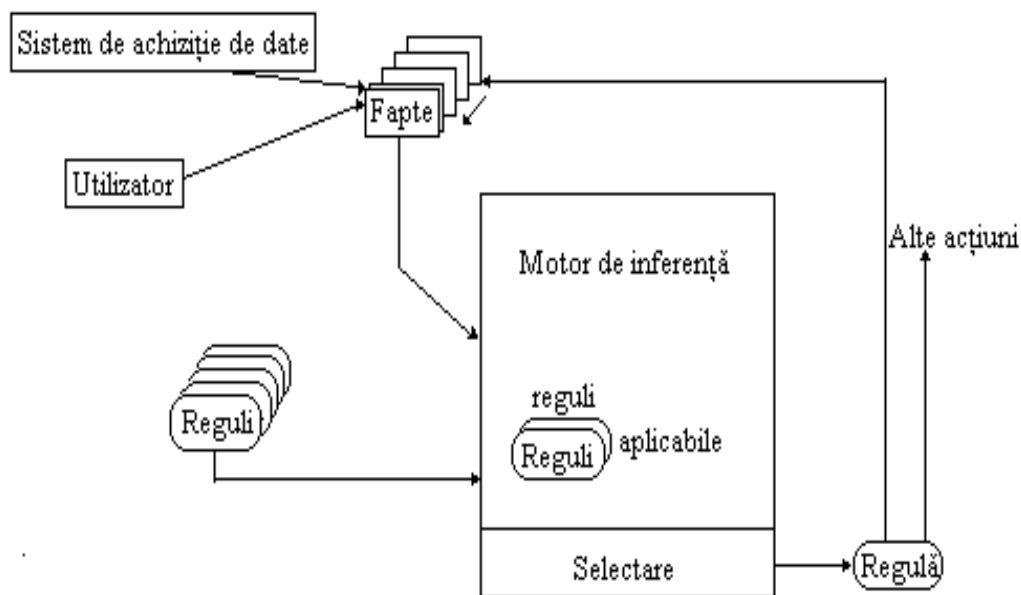 Sistem de achiziție de date
Fapte
Utilizator
Alte acțiuni
Motor de inferență
reguli
Reguli
aplicabile
Reguli
Selectare
Regulă